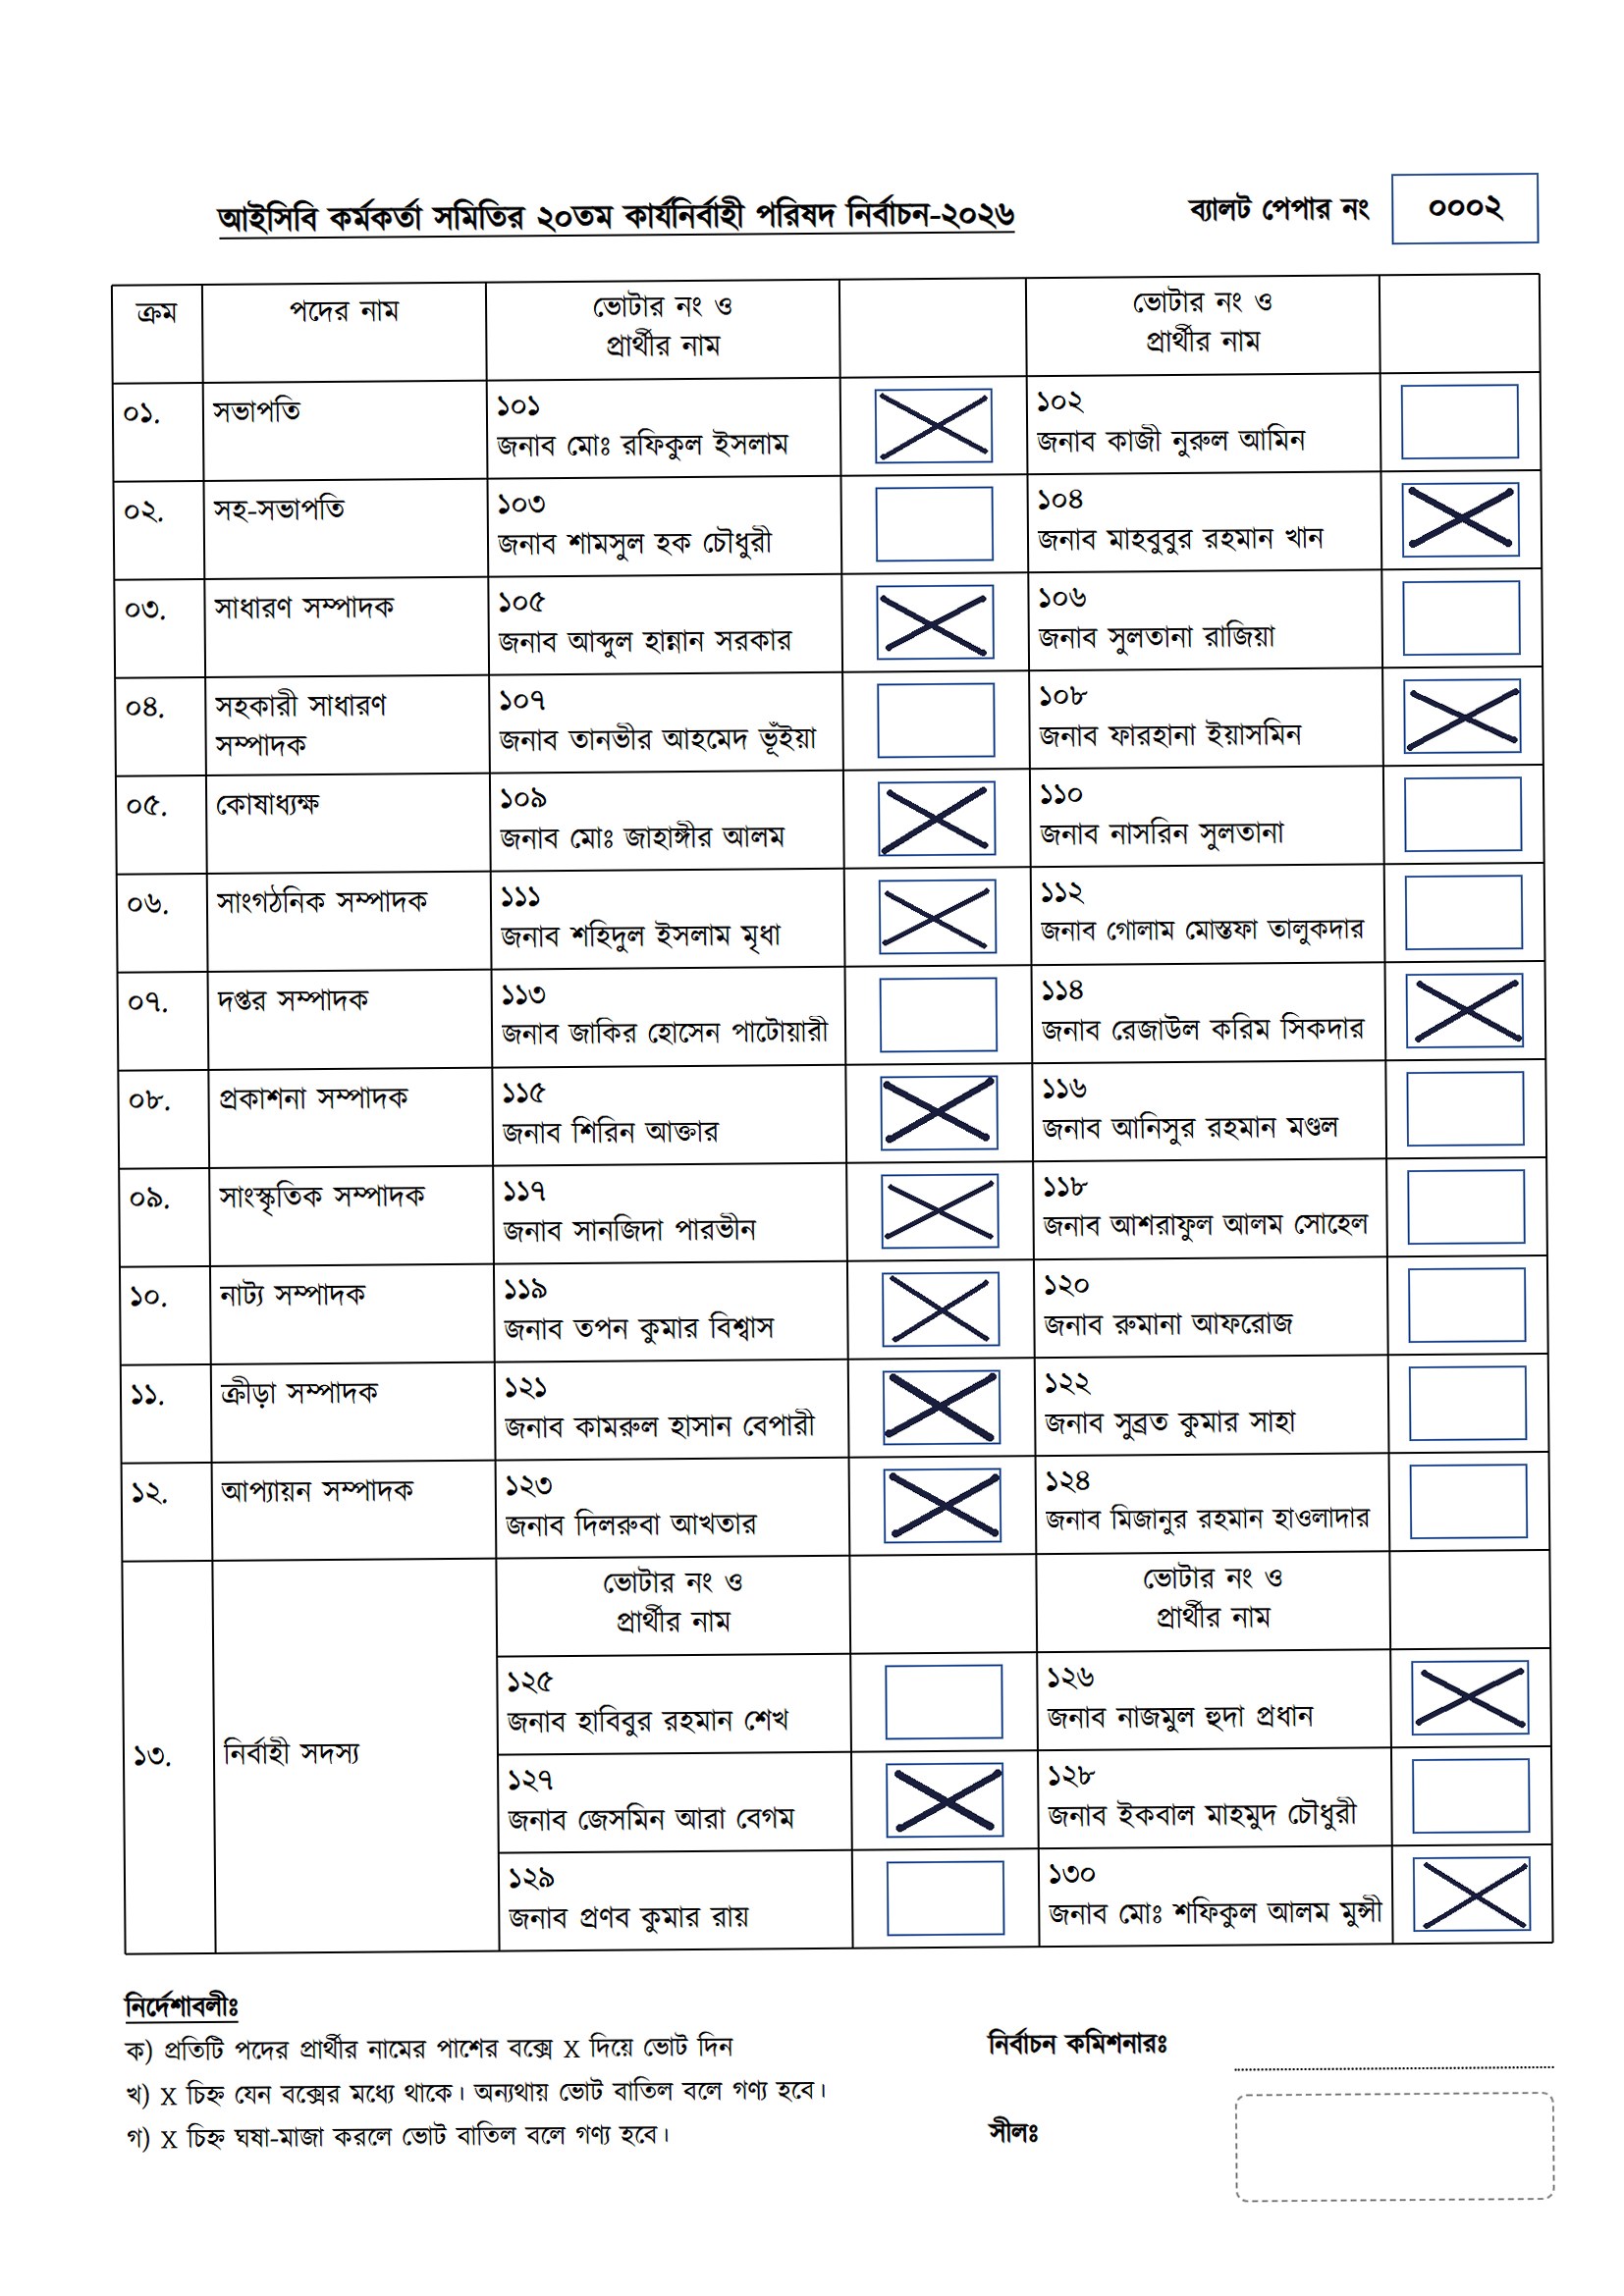 আইসিবি কর্মকর্তা সমিতির ২০তম কার্যনির্বাহী পরিষদ নির্বাচন-২০২৬ ব্যালট পেপার নং ০০০২
ক্রম পদের নাম ভোটার নং ও ভোটার নং ও
প্রার্থীর নাম প্রার্থীর নাম
০১. সভাপতি ১০১ ১০২
জনাব মোঃ রফিকুল ইসলাম জনাব কাজী নুরুল আমিন
০২. সহ-সভাপতি ১০৩ ১০৪
জনাব শামসুল হক চৌধুরী জনাব মাহবুবুর রহমান খান
০৩. সাধারণ সম্পাদক ১০৫ ১০৬
জনাব আব্দুল হান্নান সরকার জনাব সুলতানা রাজিয়া
০৪. সহকারী সাধারণ ১০৭ ১০৮
সম্পাদক জনাব তানভীর আহমেদ ভূঁইয়া জনাব ফারহানা ইয়াসমিন
০৫. কোষাধ্যক্ষ ১০৯ ১১০
জনাব মোঃ জাহাঙ্গীর আলম জনাব নাসরিন সুলতানা
০৬. সাংগঠনিক সম্পাদক ১১১ ১১২
জনাব শহিদুল ইসলাম মৃধা জনাব গোলাম মোস্তফা তালুকদার
০৭. দপ্তর সম্পাদক ১১৩ ১১৪
জনাব জাকির হোসেন পাটোয়ারী জনাব রেজাউল করিম সিকদার
০৮. প্রকাশনা সম্পাদক ১১৫ ১১৬
জনাব শিরিন আক্তার জনাব আনিসুর রহমান মণ্ডল
০৯. সাংস্কৃতিক সম্পাদক ১১৭ ১১৮
জনাব সানজিদা পারভীন জনাব আশরাফুল আলম সোহেল
১০. নাট্য সম্পাদক ১১৯ ১২০
জনাব তপন কুমার বিশ্বাস জনাব রুমানা আফরোজ
১১. ক্রীড়া সম্পাদক ১২১ ১২২
জনাব কামরুল হাসান বেপারী জনাব সুব্রত কুমার সাহা
১২. আপ্যায়ন সম্পাদক ১২৩ ১২৪
জনাব দিলরুবা আখতার জনাব মিজানুর রহমান হাওলাদার
ভোটার নং ও ভোটার নং ও
প্রার্থীর নাম প্রার্থীর নাম
১২৫ ১২৬
জনাব হাবিবুর রহমান শেখ জনাব নাজমুল হুদা প্রধান
১৩. নির্বাহী সদস্য ১২৭ ১২৮
জনাব জেসমিন আরা বেগম জনাব ইকবাল মাহমুদ চৌধুরী
১২৯ ১৩০
জনাব প্রণব কুমার রায় জনাব মোঃ শফিকুল আলম মুন্সী
নির্দেশাবলীঃ
ক) প্রতিটি পদের প্রার্থীর নামের পাশের বক্সে X দিয়ে ভোট দিন নির্বাচন কমিশনারঃ
খ) X চিহ্ন যেন বক্সের মধ্যে থাকে। অন্যথায় ভোট বাতিল বলে গণ্য হবে।
গ) X চিহ্ন ঘষা-মাজা করলে ভোট বাতিল বলে গণ্য হবে। সীলঃ